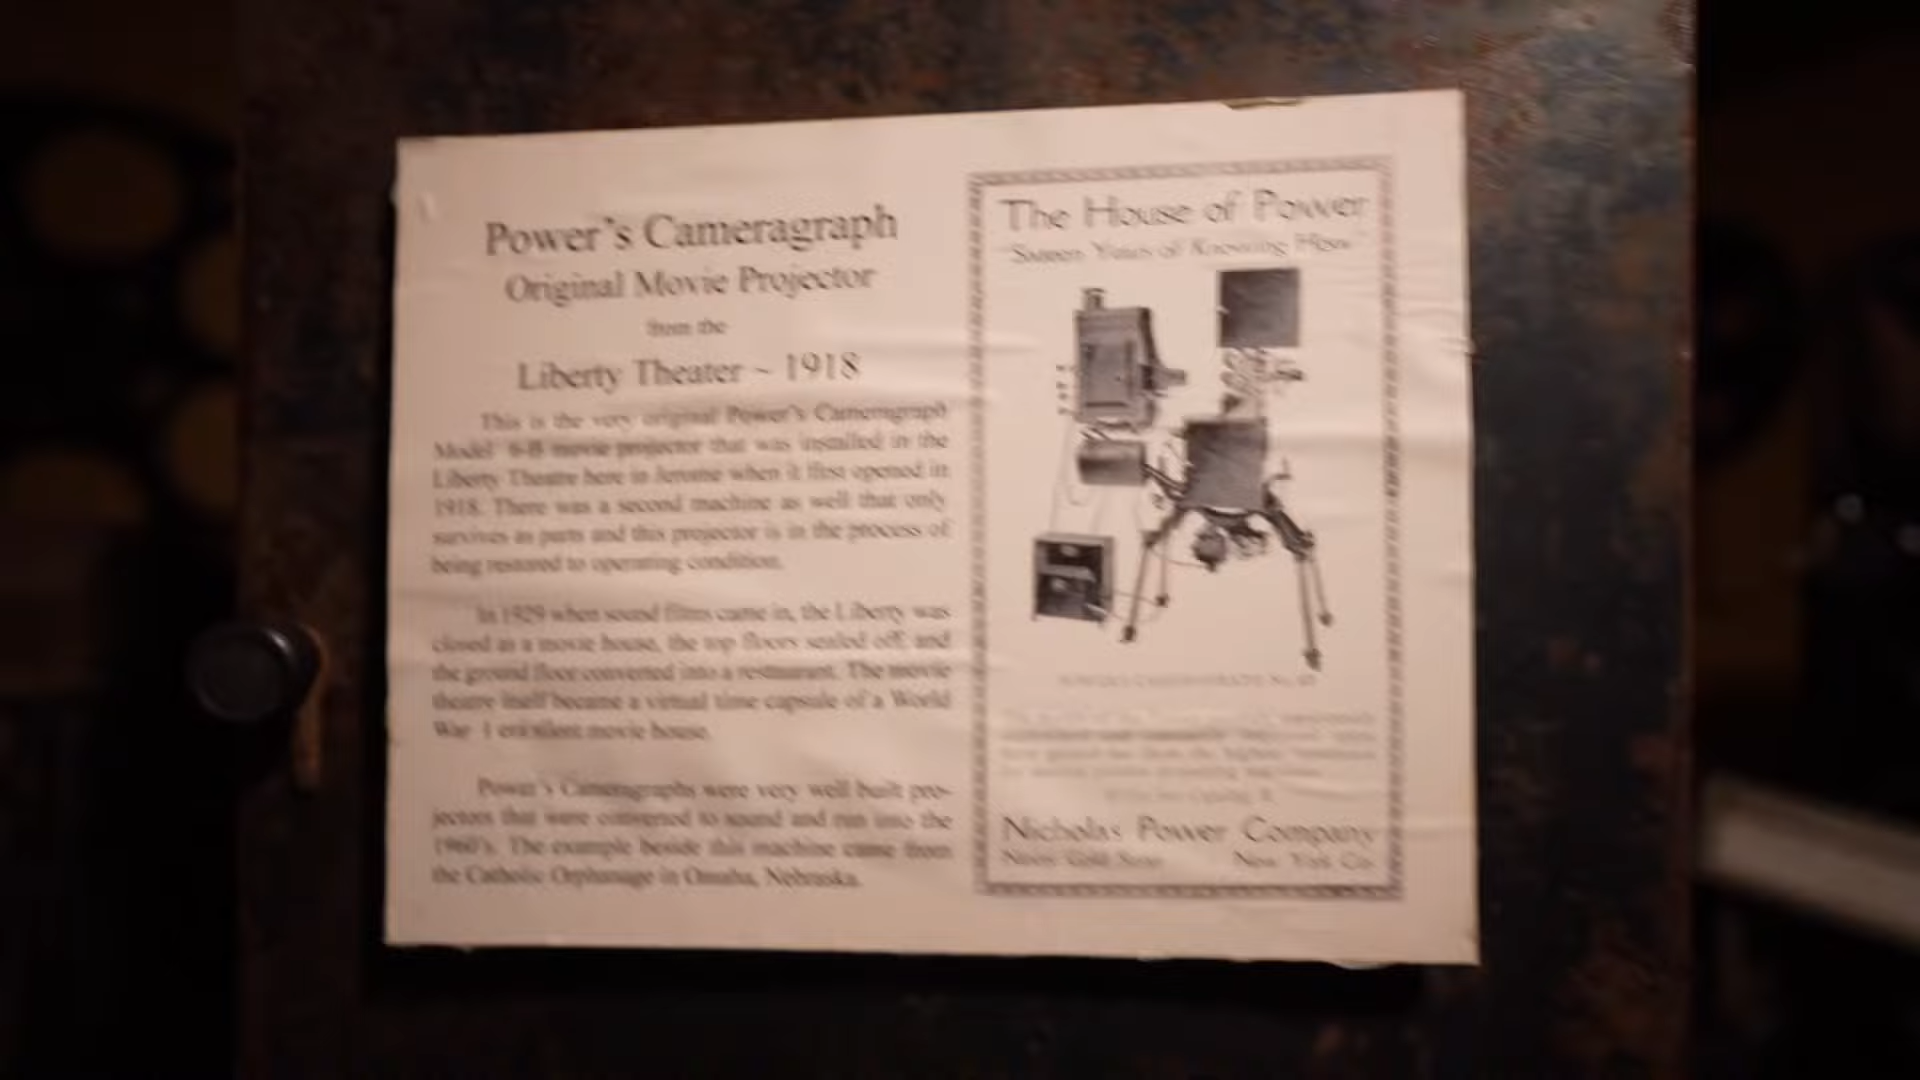 Power's Cameragraph
Original Movie Projector
from the
Liberty Theater ~ 1918
This is the very original Power's Cameragraph
Model 6-B movie projector that was installed in the
Liberty Theatre here in Jerome when it first opened in
1918. There was a second machine as well that only
survives as parts and this projector is in the process of
being restored to operating condition.
In 1929 when sound films came in, the Liberty was
closed as a movie house, the top floors sealed off, and
the ground floor converted into a restaurant. The movie
theatre itself became a virtual time capsule of a World
War I era silent movie house.
Power's Cameragraphs were very well built pro-
jectors that were converted to sound and run into the
1960's. The example beside this machine came from
the Catholic Orphanage in Omaha, Nebraska.
The House of Power
Years of Knowing How"
Nicholas Power Company
Ninety Gold Street New York City